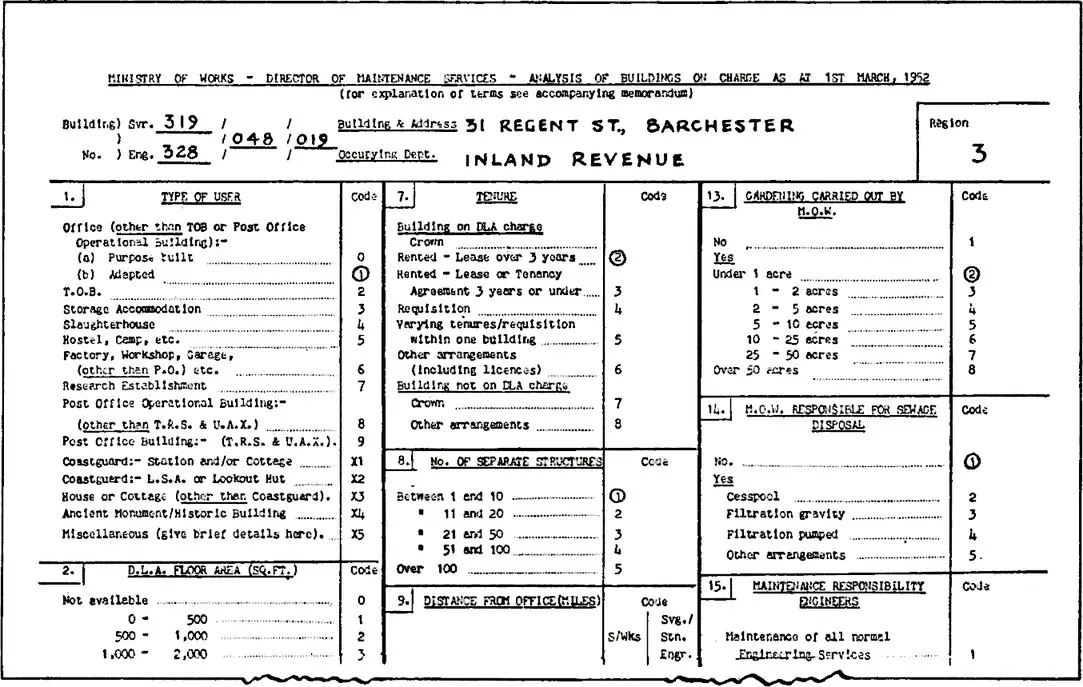 MINISTRY OF WORKS - DIRECTOR OF MAINTENANCE SERVICES - ANALYSIS OF BUILDINGS ON CHARGE AS AT 1ST MARCH, 1952
(for explanation of terms see accompanying memorandum)
Building) Svr. 319 / /
) / 048 / 019
No. ) Eng. 328 / /
Building & Address 31 REGENT ST., BARCHESTER
Occupying Dept. INLAND REVENUE
Region
3
1. TYPE OF USER Code
Office (other than TOB or Post Office
Operational Building):-
(a) Purpose built 0
(b) Adapted 1
T.O.B. 2
Storage Accommodation 3
Slaughterhouse 4
Hostel, Camp, etc. 5
Factory, Workshop, Garage,
(other than P.O.) etc. 6
Research Establishment 7
Post Office Operational Building:-
(other than T.R.S. & U.A.X.) 8
Post Office Building:- (T.R.S. & U.A.X.). 9
Coastguard:- Station and/or Cottage X1
Coastguard:- L.S.A. or Lookout Hut X2
House or Cottage (other than Coastguard). X3
Ancient Monument/Historic Building X4
Miscellaneous (give brief details here). X5
2. D.L.A. FLOOR AREA (SQ.FT.) Code
Not available 0
0 - 500 1
500 - 1,000 2
1,000 - 2,000 3
7. TENURE Code
Building on DLA charge
Crown
Rented - Lease over 3 years 2
Rented - Lease or Tenancy
Agreement 3 years or under 3
Requisition 4
Varying tenures/requisition
within one building 5
Other arrangements
(including licences) 6
Building not on DLA charge
Crown 7
Other arrangements 8
8. No. OF SEPARATE STRUCTURES Code
Between 1 and 10 1
" 11 and 20 2
" 21 and 50 3
" 51 and 100 4
Over 100 5
9. DISTANCE FROM OFFICE(MILES) Code
S/Wks Svg./
Stn.
Engr.
13. GARDENING CARRIED OUT BY Code
M.O.W.
No 1
Yes
Under 1 acre 2
1 - 2 acres 3
2 - 5 acres 4
5 - 10 acres 5
10 - 25 acres 6
25 - 50 acres 7
Over 50 acres 8
14. M.O.W. RESPONSIBLE FOR SEWAGE Code
DISPOSAL
No. 1
Yes
Cesspool 2
Filtration gravity 3
Filtration pumped 4
Other arrangements 5.
15. MAINTENANCE RESPONSIBILITY Code
ENGINEERS
Maintenance of all normal
Engineering Services 1